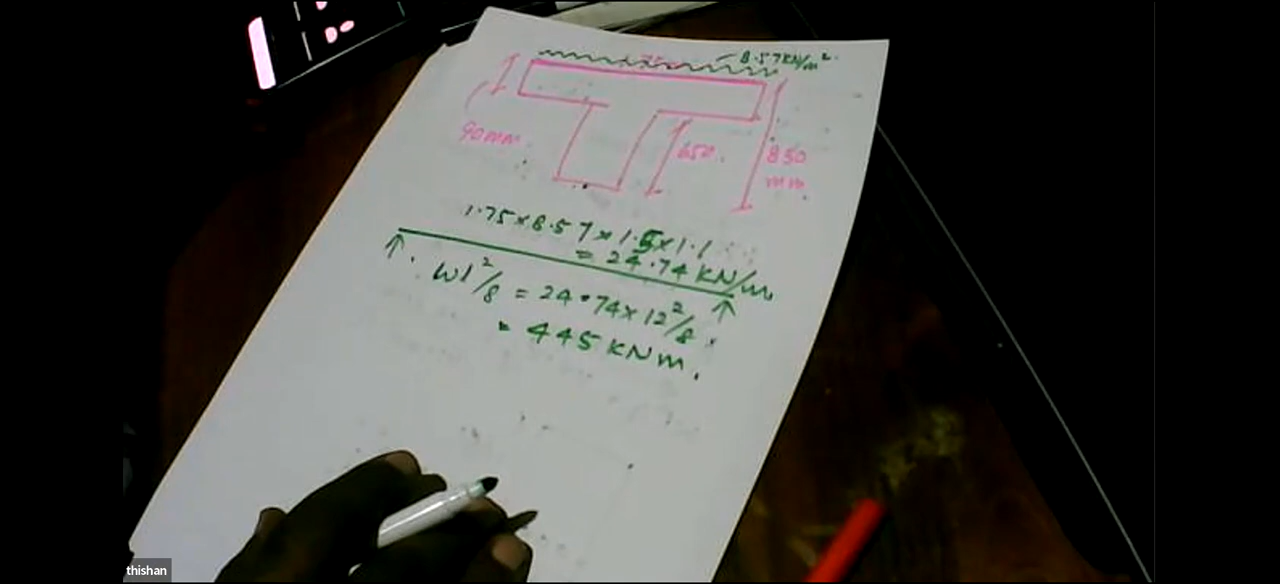 8.57KN/m²
90mm.
650.
850
mm.
1.75×8.57×1.5×1.1
= 24.74 KN/m
wl²/8 = 24.74×12²/8.
= 445 KNm.
thishan